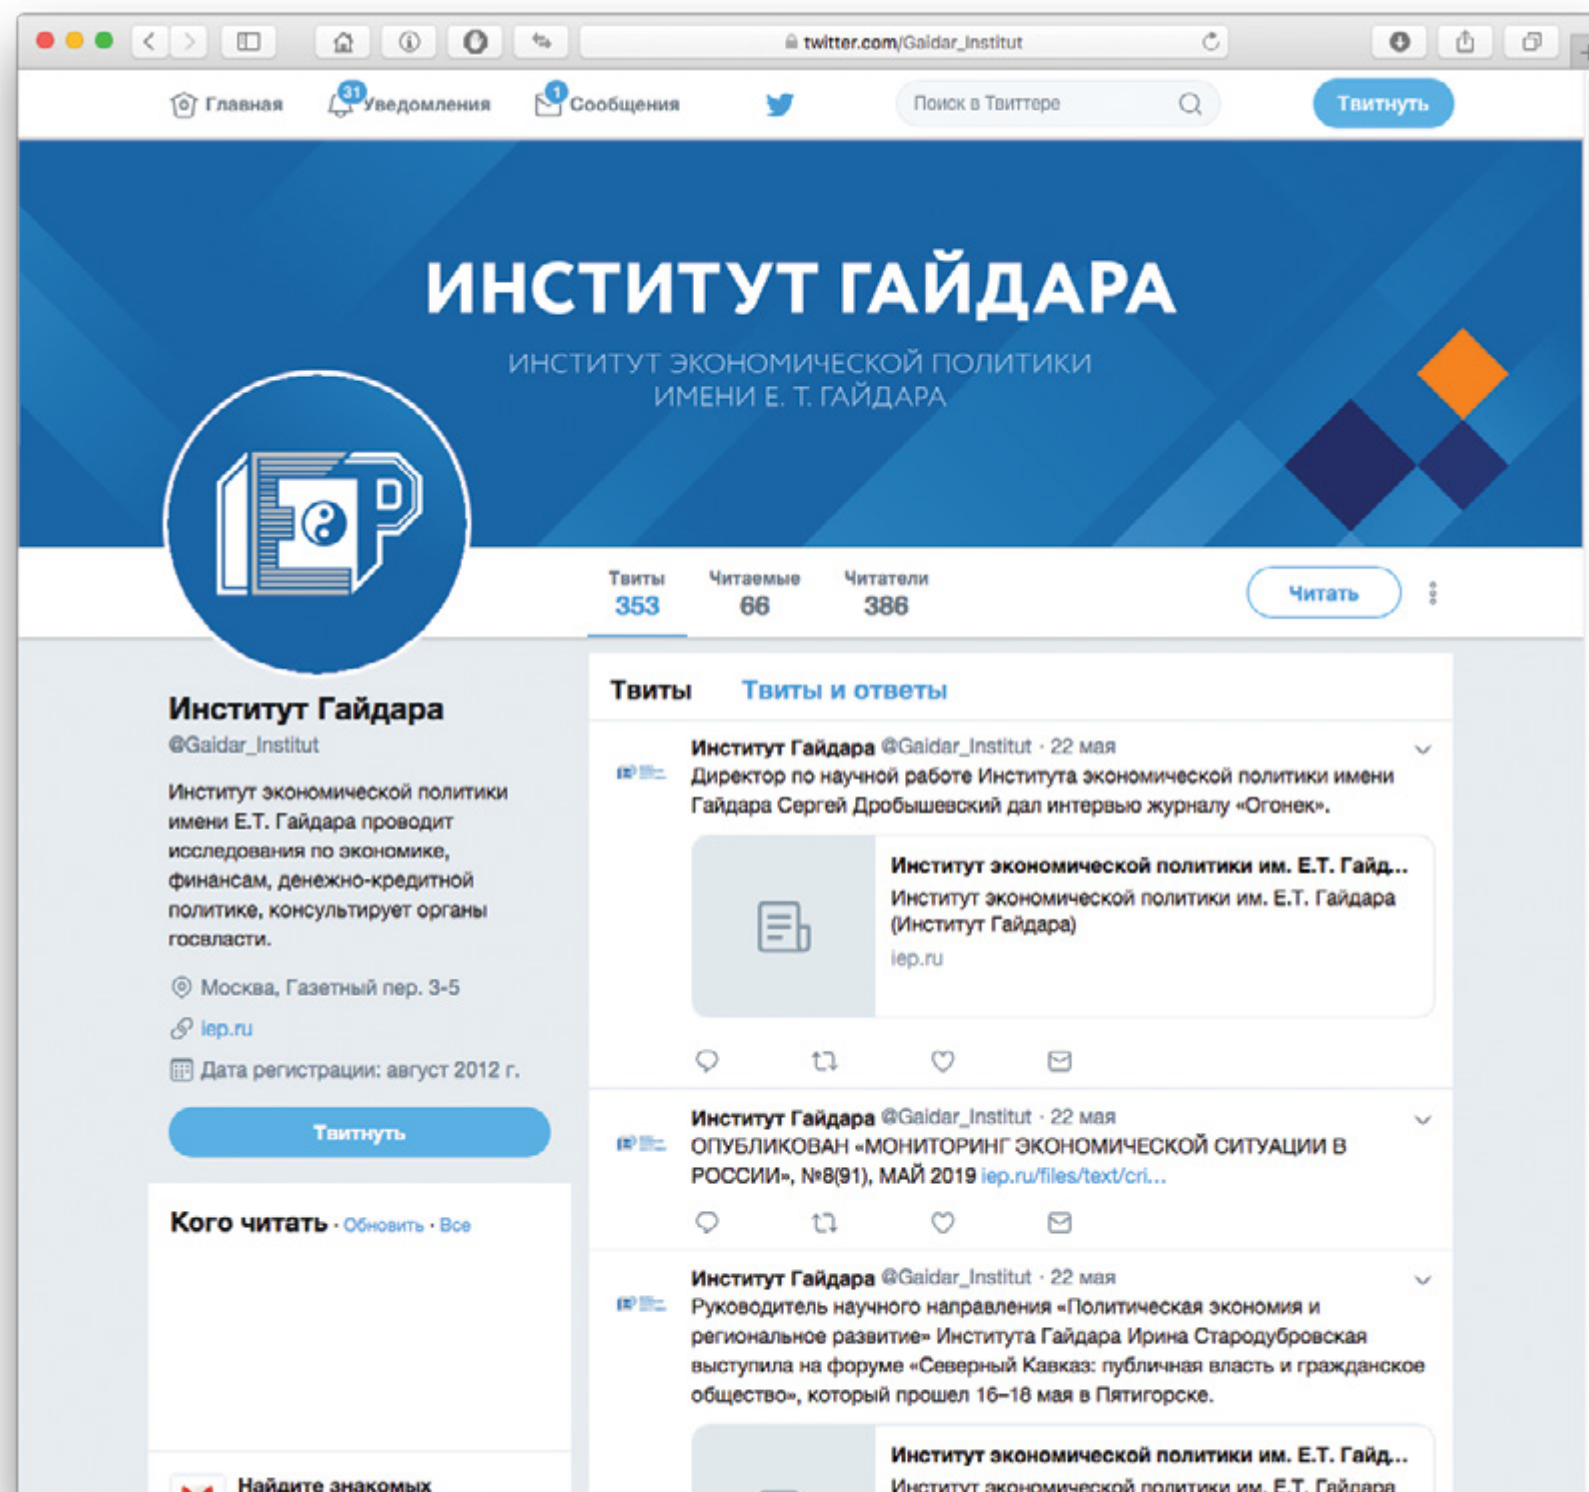 twitter.com/Gaidar_Institut
Главная
31
Уведомления
1
Сообщения
Поиск в Твиттере
Твитнуть
ИНСТИТУТ ГАЙДАРА
ИНСТИТУТ ЭКОНОМИЧЕСКОЙ ПОЛИТИКИ
ИМЕНИ Е. Т. ГАЙДАРА
IEP
Твиты
353
Читаемые
66
Читатели
386
Читать
Институт Гайдара
@Gaidar_Institut
Институт экономической политики
имени Е.Т. Гайдара проводит
исследования по экономике,
финансам, денежно-кредитной
политике, консультирует органы
госвласти.
Москва, Газетный пер. 3-5
iep.ru
Дата регистрации: август 2012 г.
Твитнуть
Кого читать · Обновить · Все
Найдите знакомых
Твиты
Твиты и ответы
Институт Гайдара @Gaidar_Institut · 22 мая
Директор по научной работе Института экономической политики имени
Гайдара Сергей Дробышевский дал интервью журналу «Огонек».
Институт экономической политики им. Е.Т. Гайд...
Институт экономической политики им. Е.Т. Гайдара
(Институт Гайдара)
iep.ru
Институт Гайдара @Gaidar_Institut · 22 мая
ОПУБЛИКОВАН «МОНИТОРИНГ ЭКОНОМИЧЕСКОЙ СИТУАЦИИ В
РОССИИ», №8(91), МАЙ 2019 iep.ru/files/text/cri...
Институт Гайдара @Gaidar_Institut · 22 мая
Руководитель научного направления «Политическая экономия и
региональное развитие» Института Гайдара Ирина Стародубровская
выступила на форуме «Северный Кавказ: публичная власть и гражданское
общество», который прошел 16–18 мая в Пятигорске.
Институт экономической политики им. Е.Т. Гайд...
Институт экономической политики им. Е.Т. Гайдара